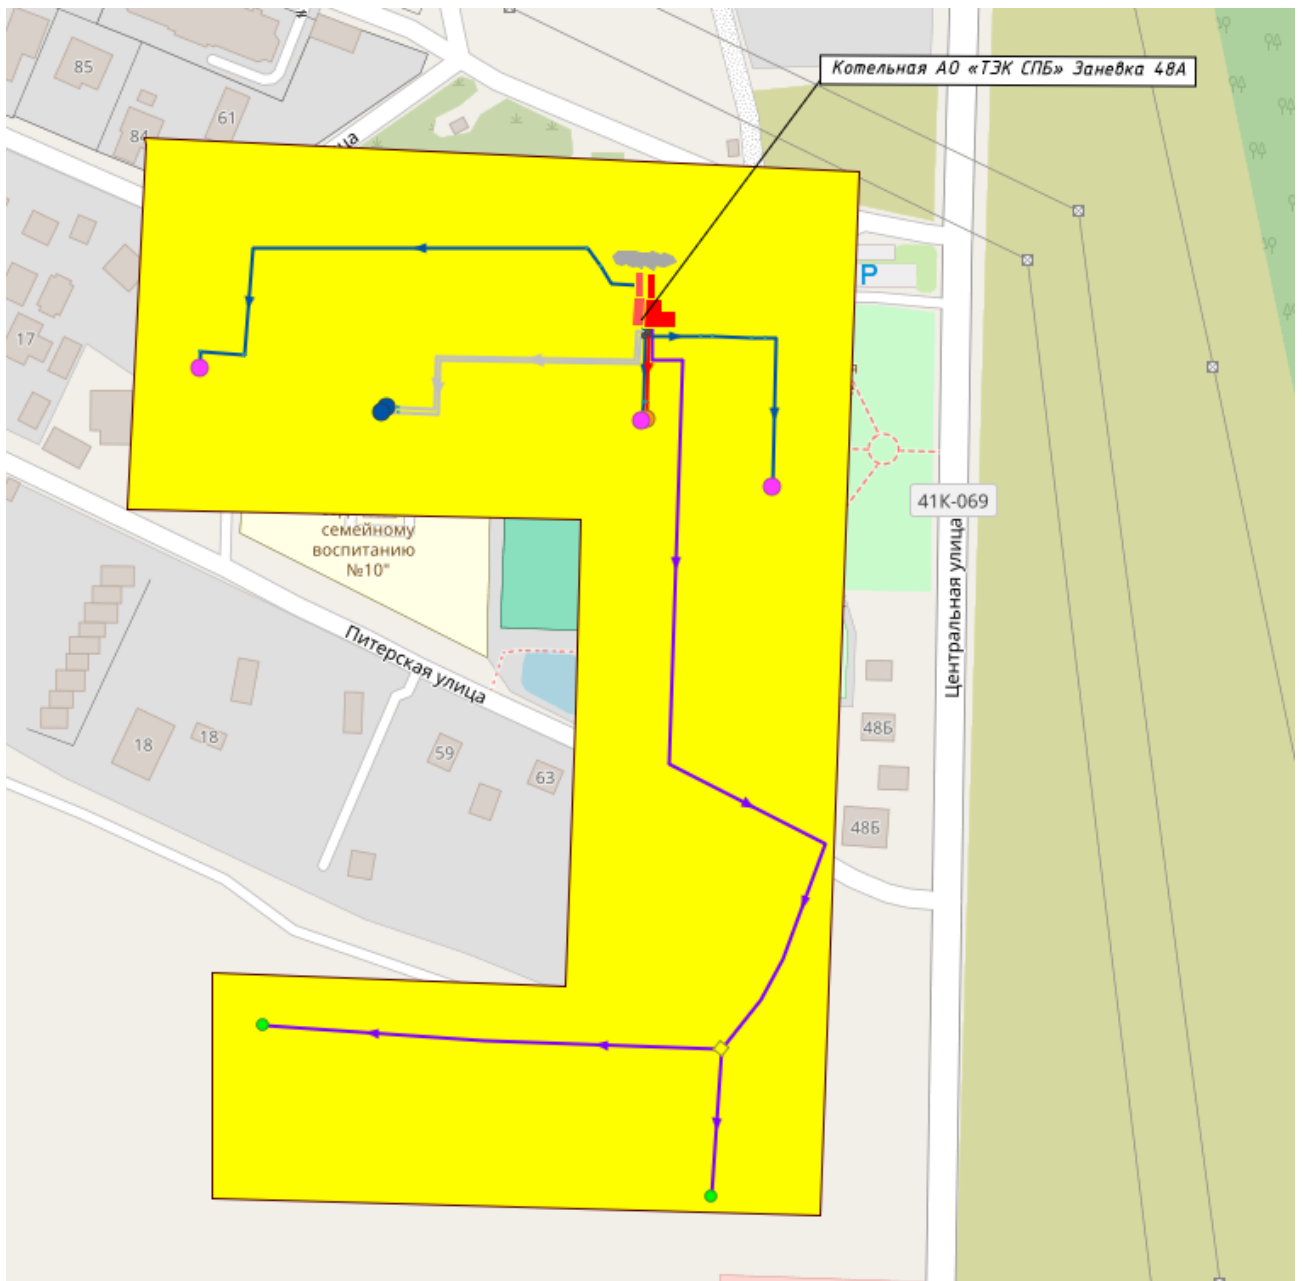 Котельная АО «ТЭК СПБ» Заневка 48А
85
61
84
ица
17
P
41К-069
семейному
воспитанию
№10"
Питерская улица
Центральная улица
18
18
59
63
48Б
48Б